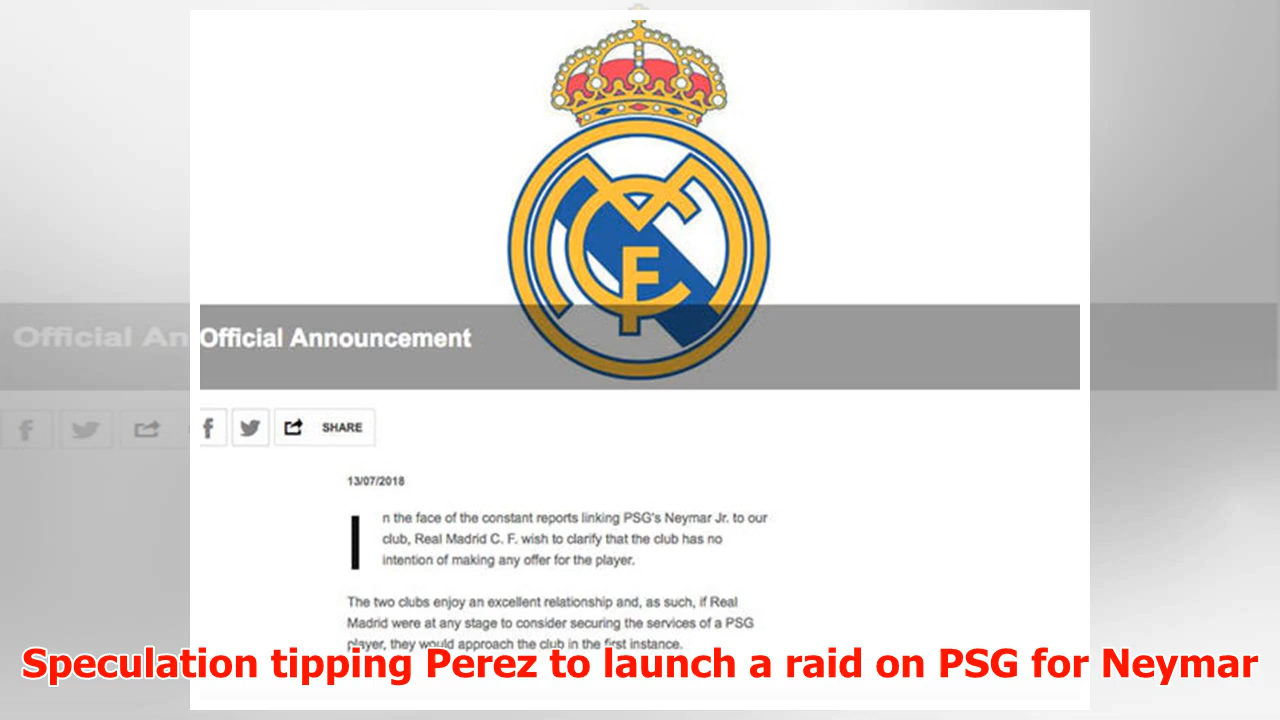 Official An
Official Announcement
SHARE
13/07/2018
In the face of the constant reports linking PSG's Neymar Jr. to our
club, Real Madrid C. F. wish to clarify that the club has no
intention of making any offer for the player.
The two clubs enjoy an excellent relationship and, as such, if Real
Madrid were at any stage to consider securing the services of a PSG
player, they would approach the club in the first instance.
Speculation tipping Perez to launch a raid on PSG for Neymar